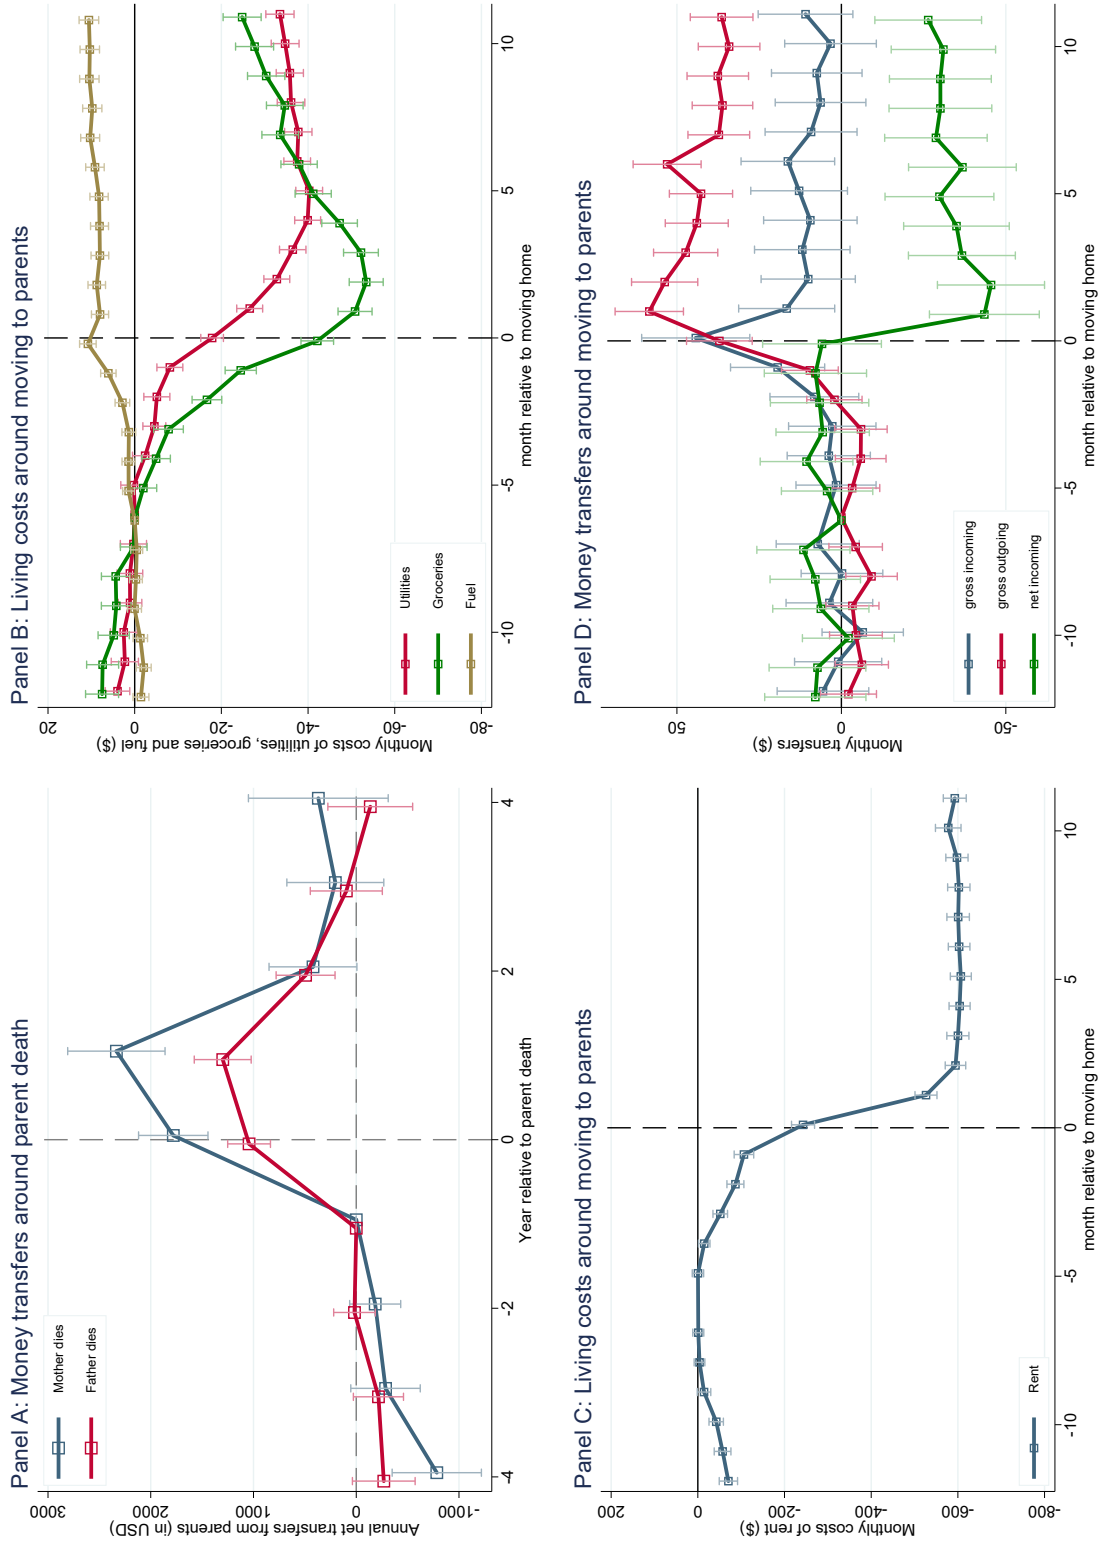 Panel A: Money transfers around parent death
Annual net transfers from parents (in USD)
3000
2000
1000
0
-1000
Mother dies
Father dies
-4
-2
0
2
4
Year relative to parent death
Panel B: Living costs around moving to parents
Monthly costs of utilities, groceries and fuel ($)
20
0
-20
-40
-60
-80
Utilities
Groceries
Fuel
-10
-5
0
5
10
month relative to moving home
Panel C: Living costs around moving to parents
Monthly costs of rent ($)
200
0
-200
-400
-600
-800
Rent
-10
-5
0
5
10
month relative to moving home
Panel D: Money transfers around moving to parents
Monthly transfers ($)
50
0
-50
gross incoming
gross outgoing
net incoming
-10
-5
0
5
10
month relative to moving home